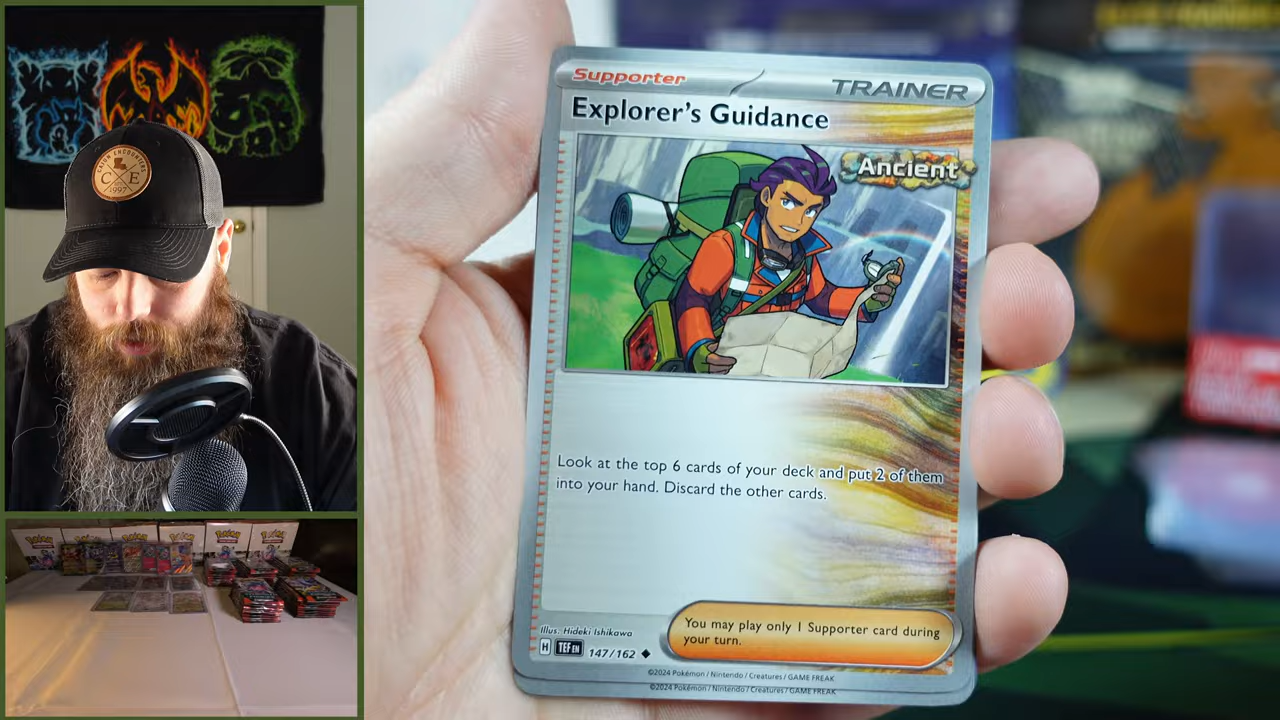 CAJUN ENCOUNTERS
C E
1997
Supporter
TRAINER
Explorer's Guidance
Ancient
Look at the top 6 cards of your deck and put 2 of them
into your hand. Discard the other cards.
You may play only 1 Supporter card during
your turn.
Illus. Hideki Ishikawa
H TEF EN 147/162
©2024 Pokémon / Nintendo / Creatures / GAME FREAK
©2024 Pokémon / Nintendo / Creatures / GAME FREAK